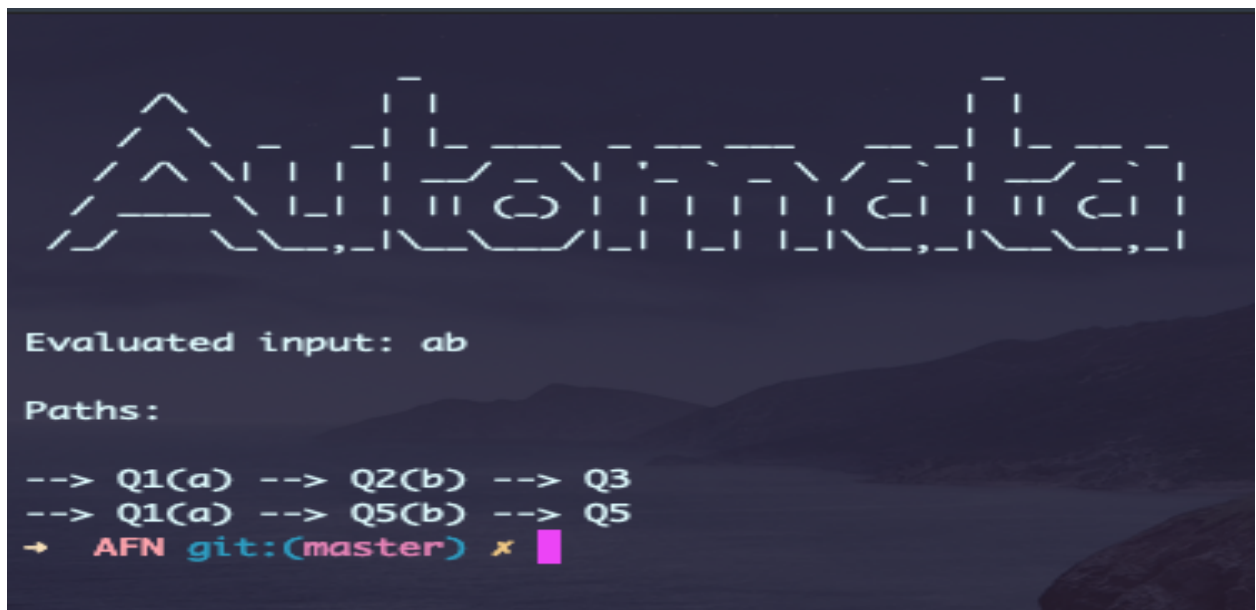 Automata
Evaluated input: ab
Paths:
--> Q1(a) --> Q2(b) --> Q3
--> Q1(a) --> Q5(b) --> Q5
→ AFN git:(master) ✗